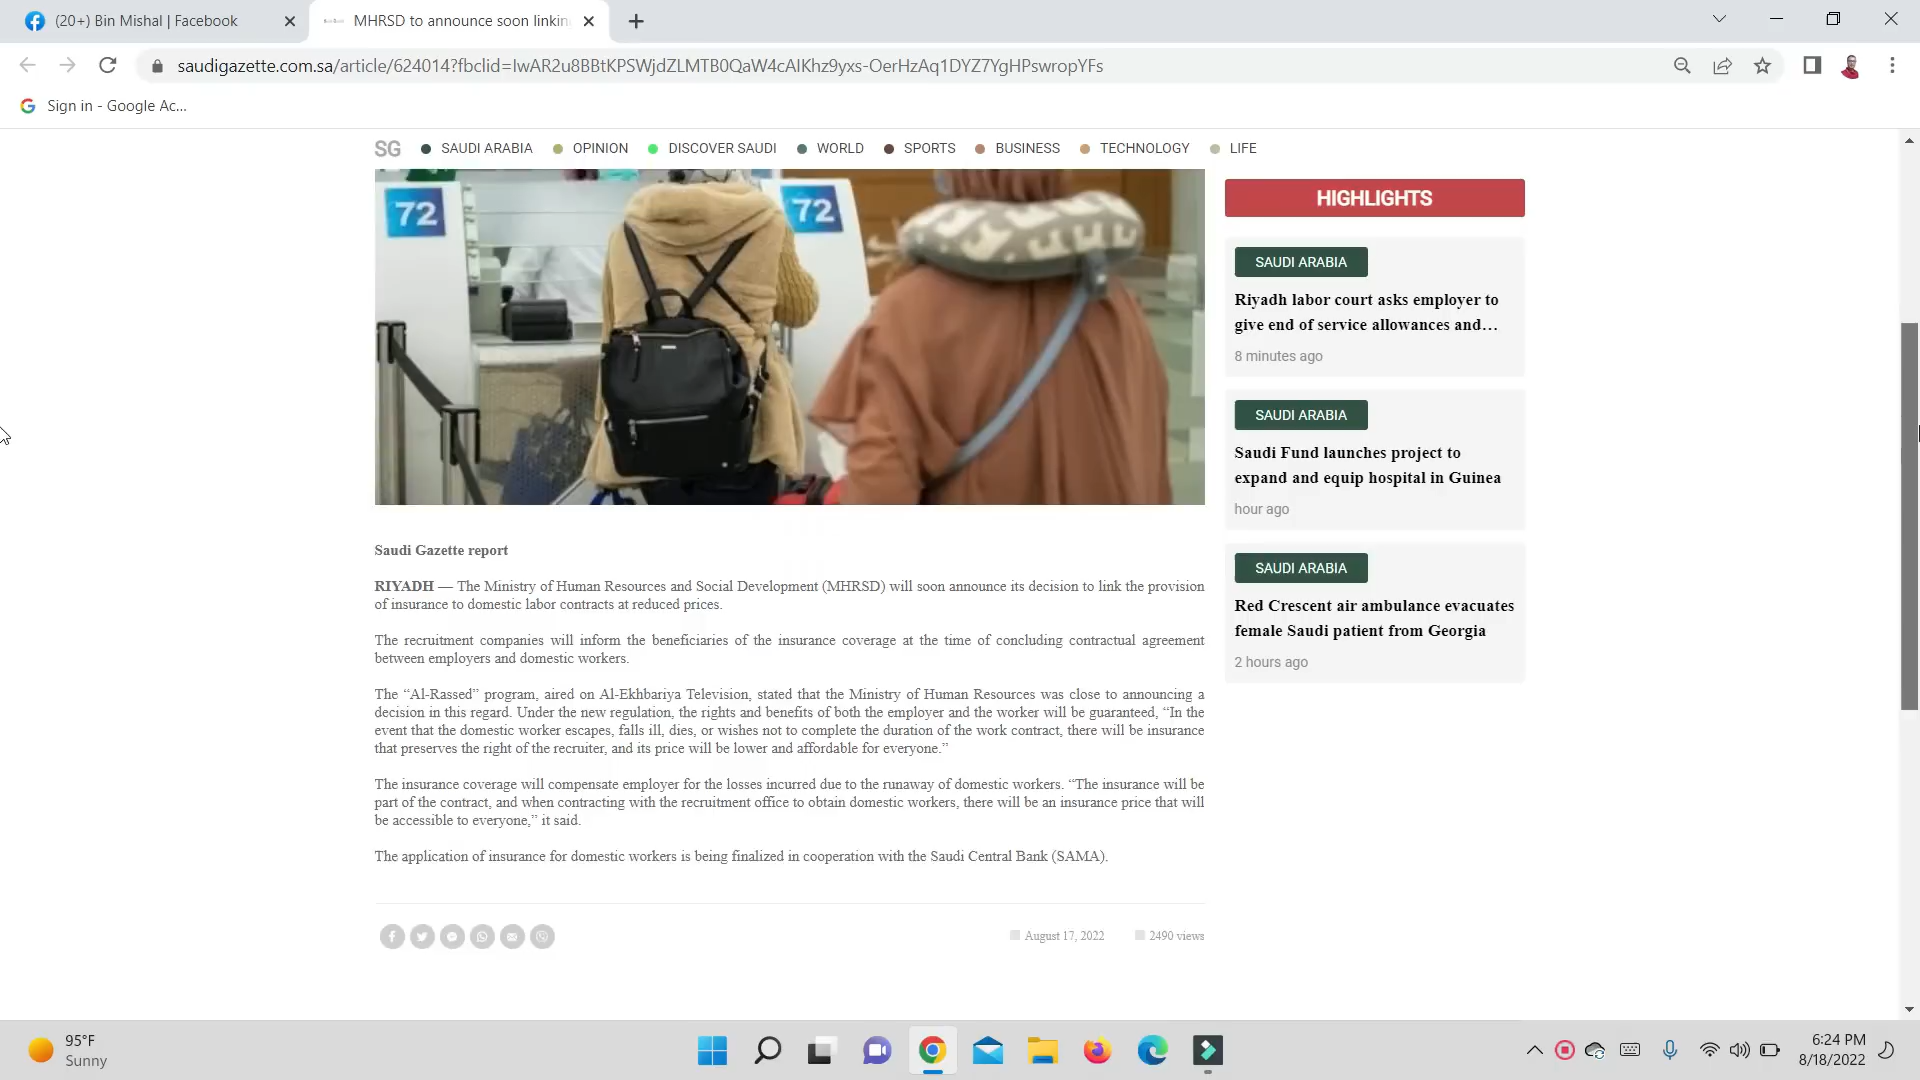 (20+) Bin Mishal | Facebook
MHRSD to announce soon linkin
saudigazette.com.sa/article/624014?fbclid=IwAR2u8BBtKPSWjdZLMTB0QaW4cAIKhz9yxs-OerHzAq1DYZ7YgHPswropYFs
Sign in - Google Ac...
SG SAUDI ARABIA OPINION DISCOVER SAUDI WORLD SPORTS BUSINESS TECHNOLOGY LIFE
72
72
Saudi Gazette report
RIYADH — The Ministry of Human Resources and Social Development (MHRSD) will soon announce its decision to link the provision
of insurance to domestic labor contracts at reduced prices.
The recruitment companies will inform the beneficiaries of the insurance coverage at the time of concluding contractual agreement
between employers and domestic workers.
The “Al-Rassed” program, aired on Al-Ekhbariya Television, stated that the Ministry of Human Resources was close to announcing a
decision in this regard. Under the new regulation, the rights and benefits of both the employer and the worker will be guaranteed, “In the
event that the domestic worker escapes, falls ill, dies, or wishes not to complete the duration of the work contract, there will be insurance
that preserves the right of the recruiter, and its price will be lower and affordable for everyone.”
The insurance coverage will compensate employer for the losses incurred due to the runaway of domestic workers. “The insurance will be
part of the contract, and when contracting with the recruitment office to obtain domestic workers, there will be an insurance price that will
be accessible to everyone,” it said.
The application of insurance for domestic workers is being finalized in cooperation with the Saudi Central Bank (SAMA).
August 17, 2022
2490 views
HIGHLIGHTS
SAUDI ARABIA
Riyadh labor court asks employer to
give end of service allowances and…
8 minutes ago
SAUDI ARABIA
Saudi Fund launches project to
expand and equip hospital in Guinea
hour ago
SAUDI ARABIA
Red Crescent air ambulance evacuates
female Saudi patient from Georgia
2 hours ago
95°F
Sunny
6:24 PM
8/18/2022